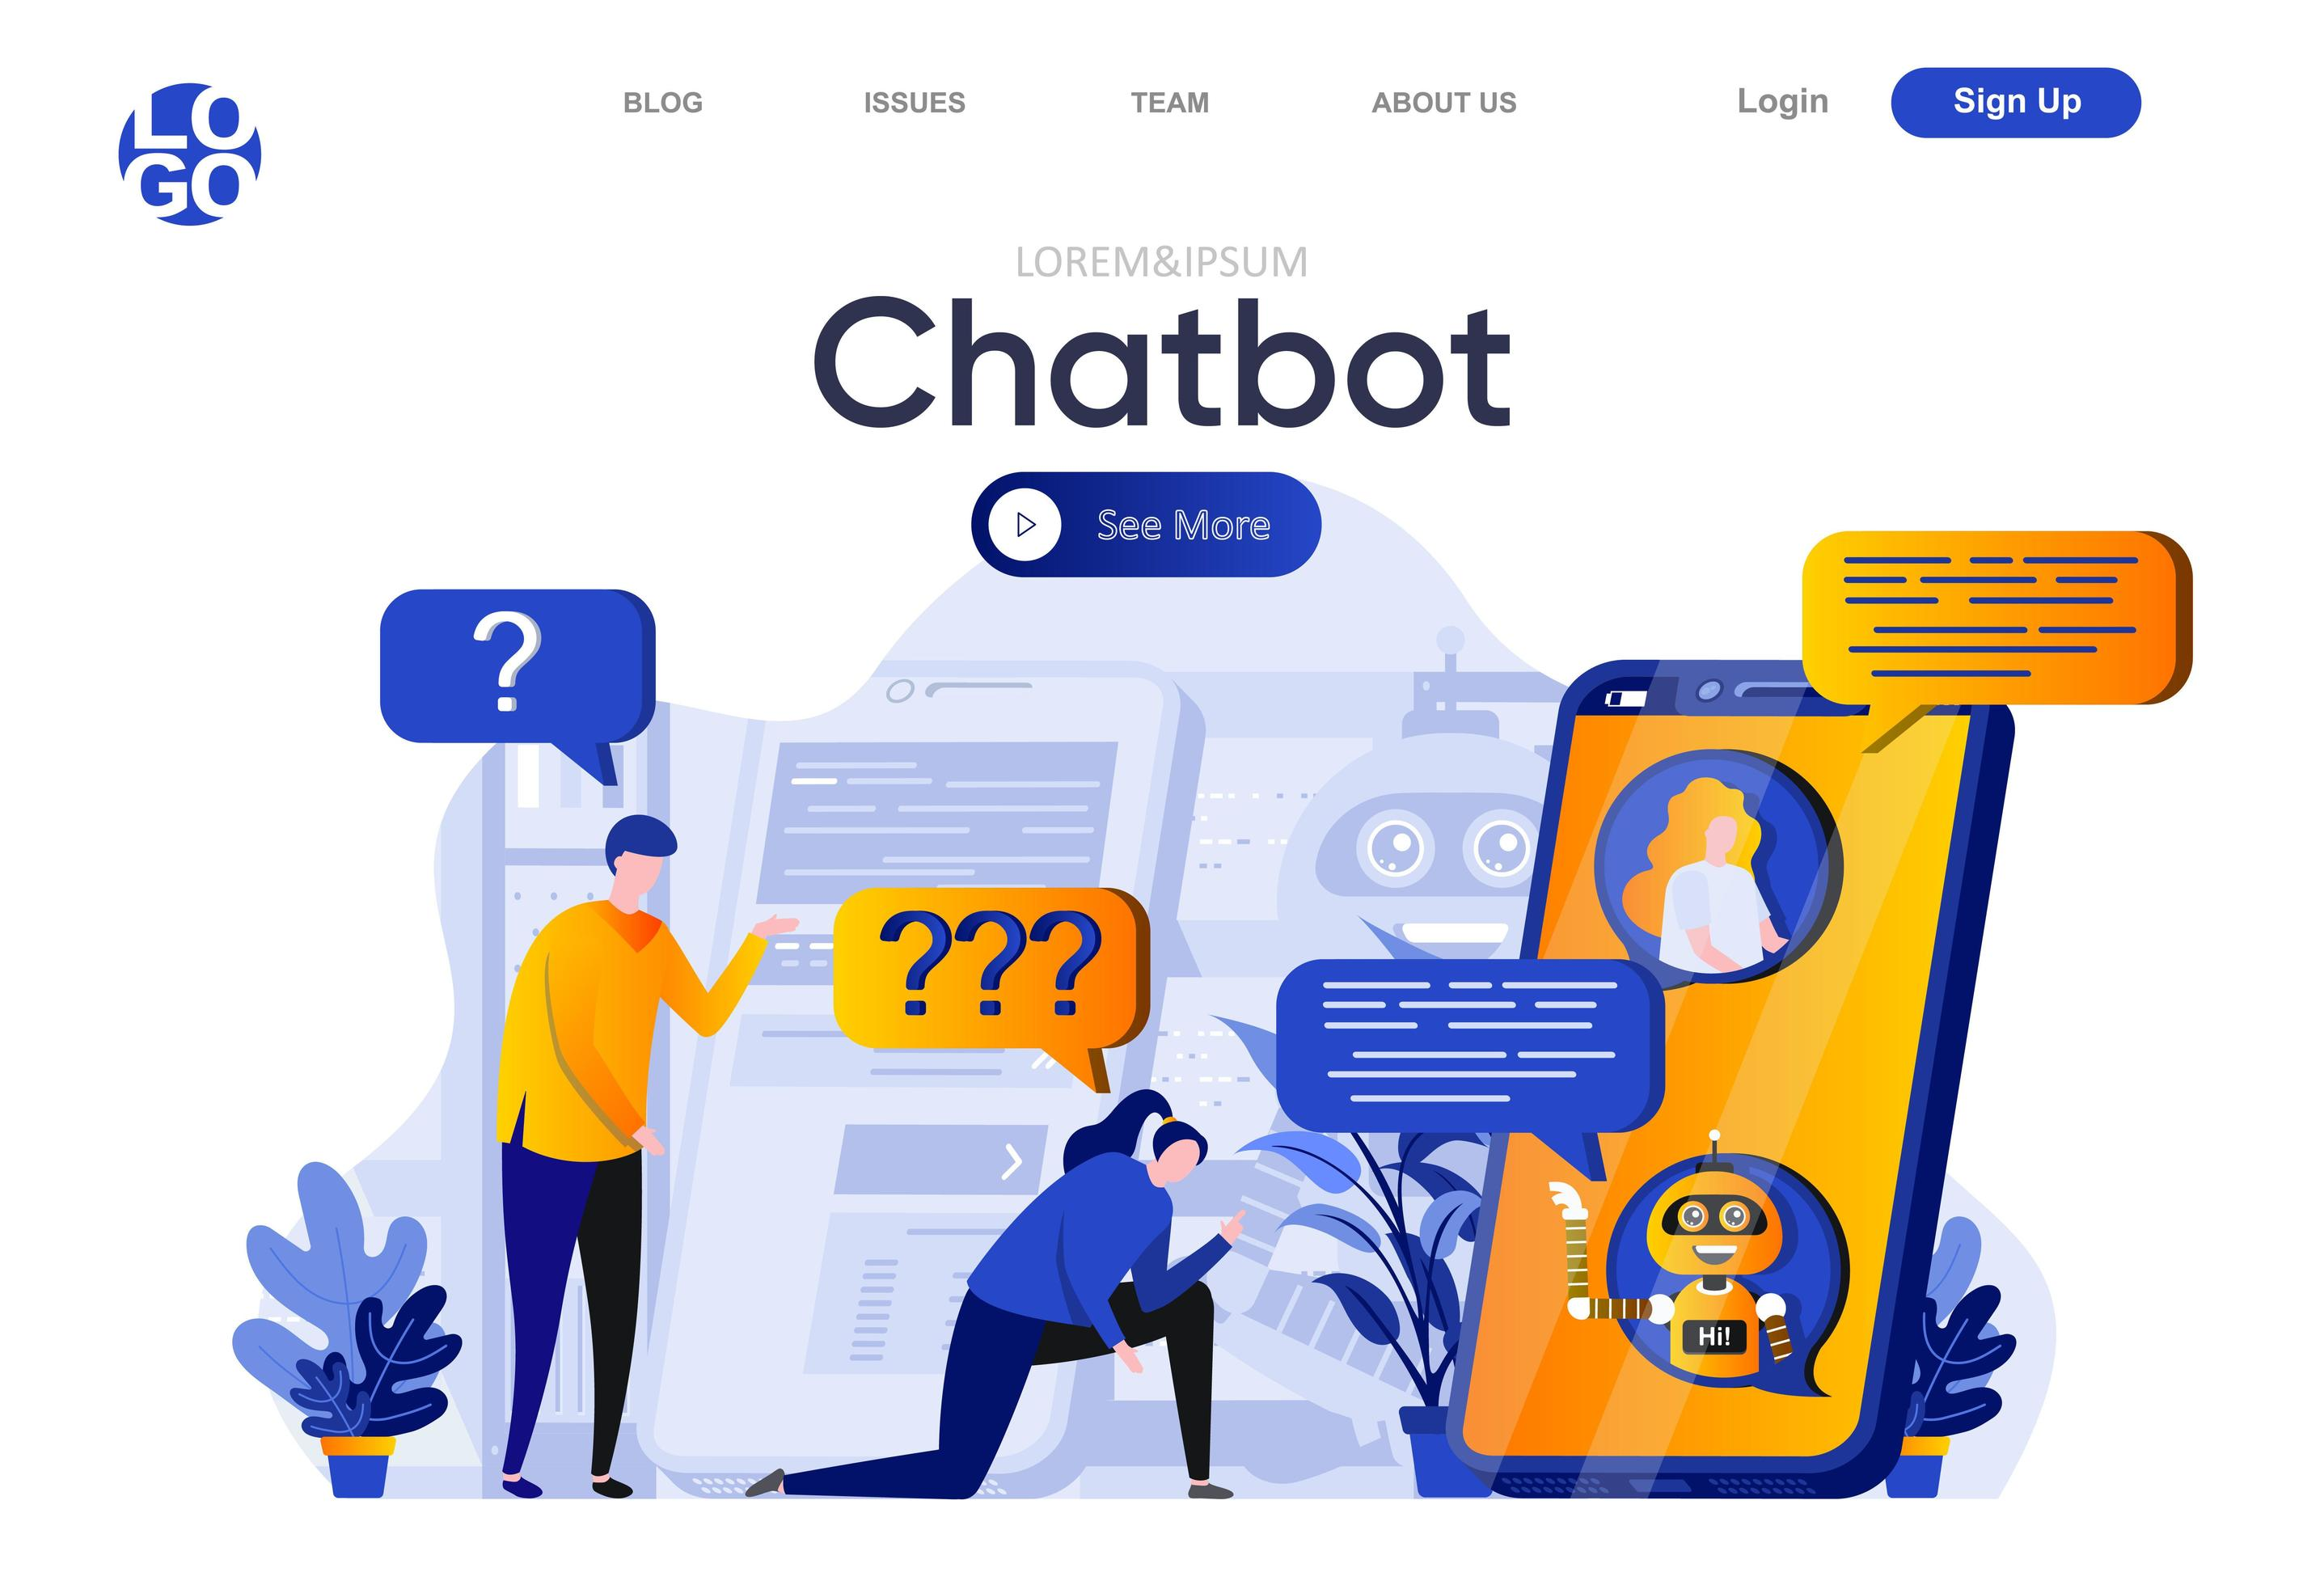 LO
GO
BLOG ISSUES TEAM ABOUT US Login Sign Up
LOREM&IPSUM
Chatbot
See More
?
???
Hi!